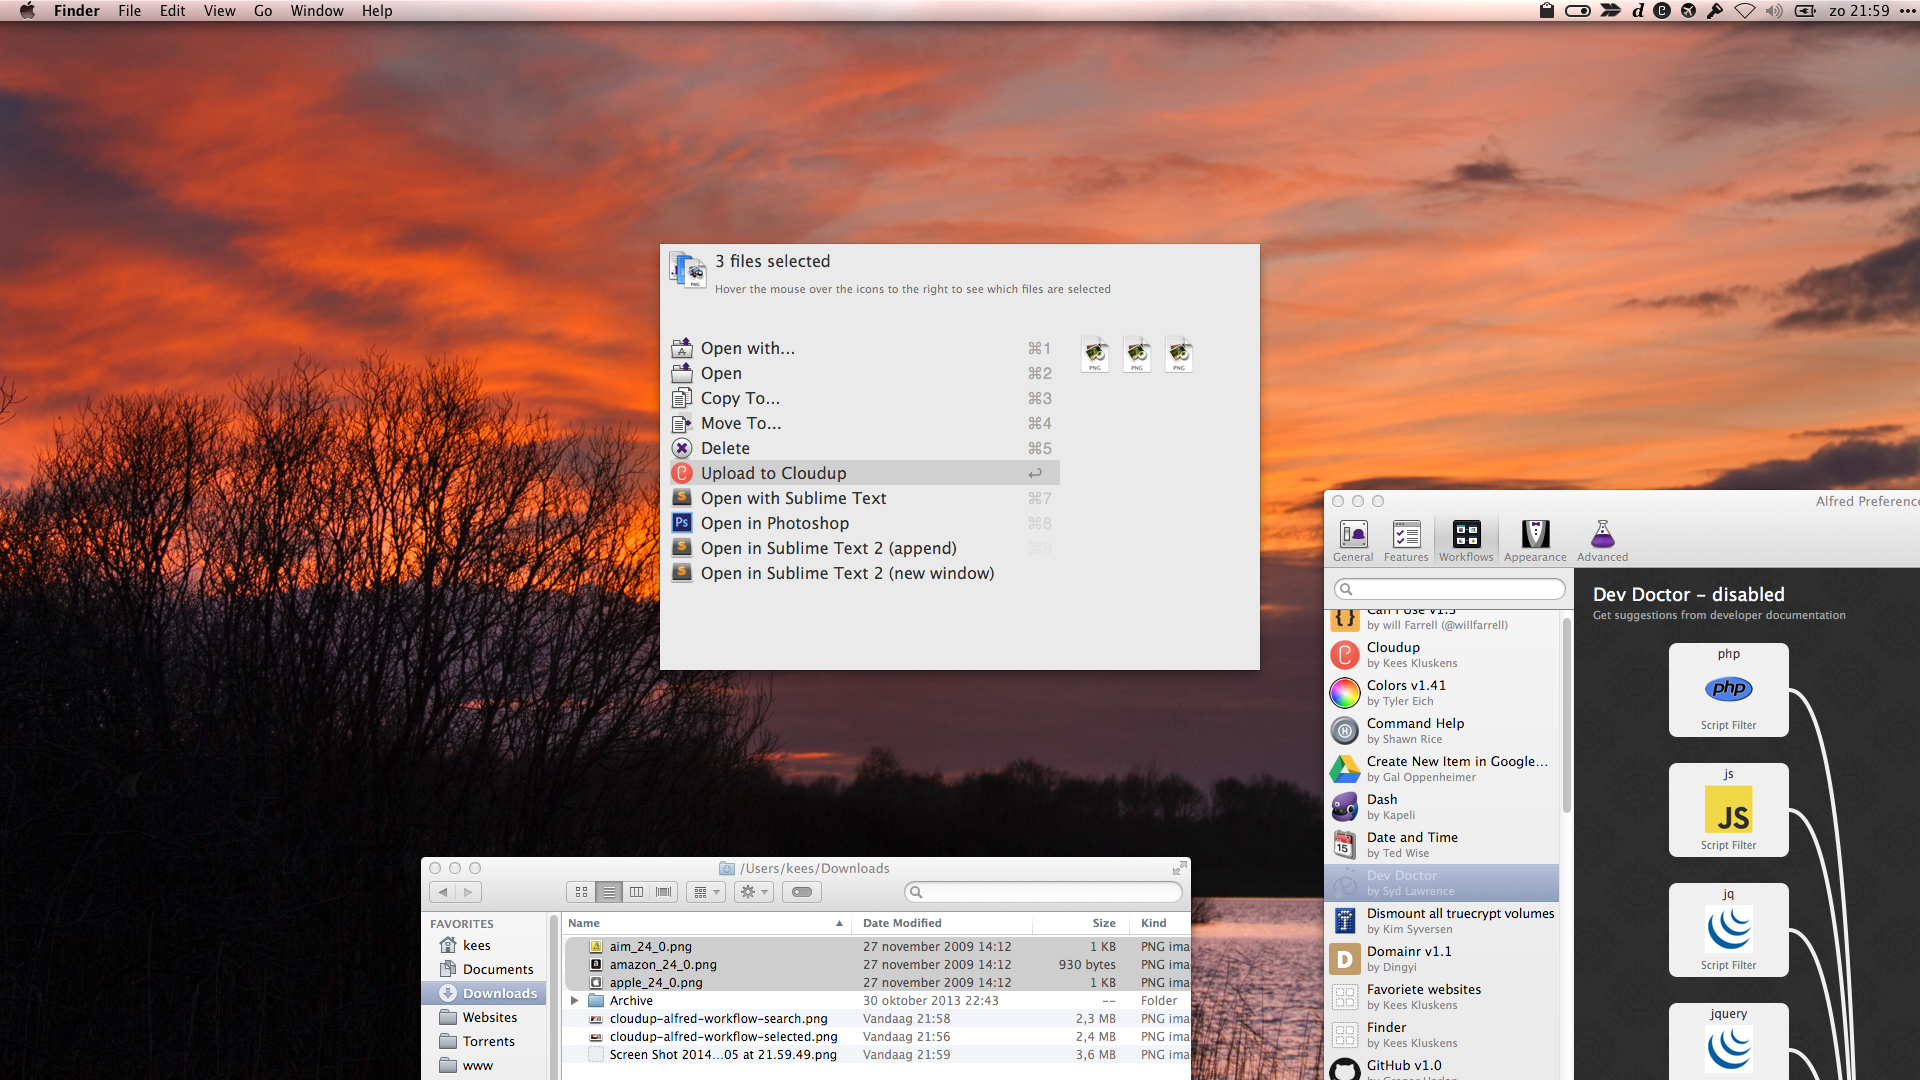 Finder File Edit View Go Window Help
zo 21:59
3 files selected
Hover the mouse over the icons to the right to see which files are selected
Open with... ⌘1
Open ⌘2
Copy To... ⌘3
Move To... ⌘4
Delete ⌘5
Upload to Cloudup ↩
Open with Sublime Text ⌘7
Open in Photoshop ⌘8
Open in Sublime Text 2 (append) ⌘9
Open in Sublime Text 2 (new window)
PNG PNG PNG
Alfred Preference
General Features Workflows Appearance Advanced
Can I Use v1.3
by will Farrell (@willfarrell)
Cloudup
by Kees Kluskens
Colors v1.41
by Tyler Eich
Command Help
by Shawn Rice
Create New Item in Google...
by Gal Oppenheimer
Dash
by Kapeli
Date and Time
by Ted Wise
Dev Doctor
by Syd Lawrence
Dismount all truecrypt volumes
by Kim Syversen
Domainr v1.1
by Dingyi
Favoriete websites
by Kees Kluskens
Finder
by Kees Kluskens
GitHub v1.0
Dev Doctor – disabled
Get suggestions from developer documentation
php
php
Script Filter
js
JS
Script Filter
jq
Script Filter
jquery
/Users/kees/Downloads
FAVORITES
kees
Documents
Downloads
Websites
Torrents
www
Name Date Modified Size Kind
aim_24_0.png 27 november 2009 14:12 1 KB PNG ima
amazon_24_0.png 27 november 2009 14:12 930 bytes PNG ima
apple_24_0.png 27 november 2009 14:12 1 KB PNG ima
Archive 30 oktober 2013 22:43 -- Folder
cloudup-alfred-workflow-search.png Vandaag 21:58 2,3 MB PNG ima
cloudup-alfred-workflow-selected.png Vandaag 21:56 2,4 MB PNG ima
Screen Shot 2014...05 at 21.59.49.png Vandaag 21:59 3,6 MB PNG ima